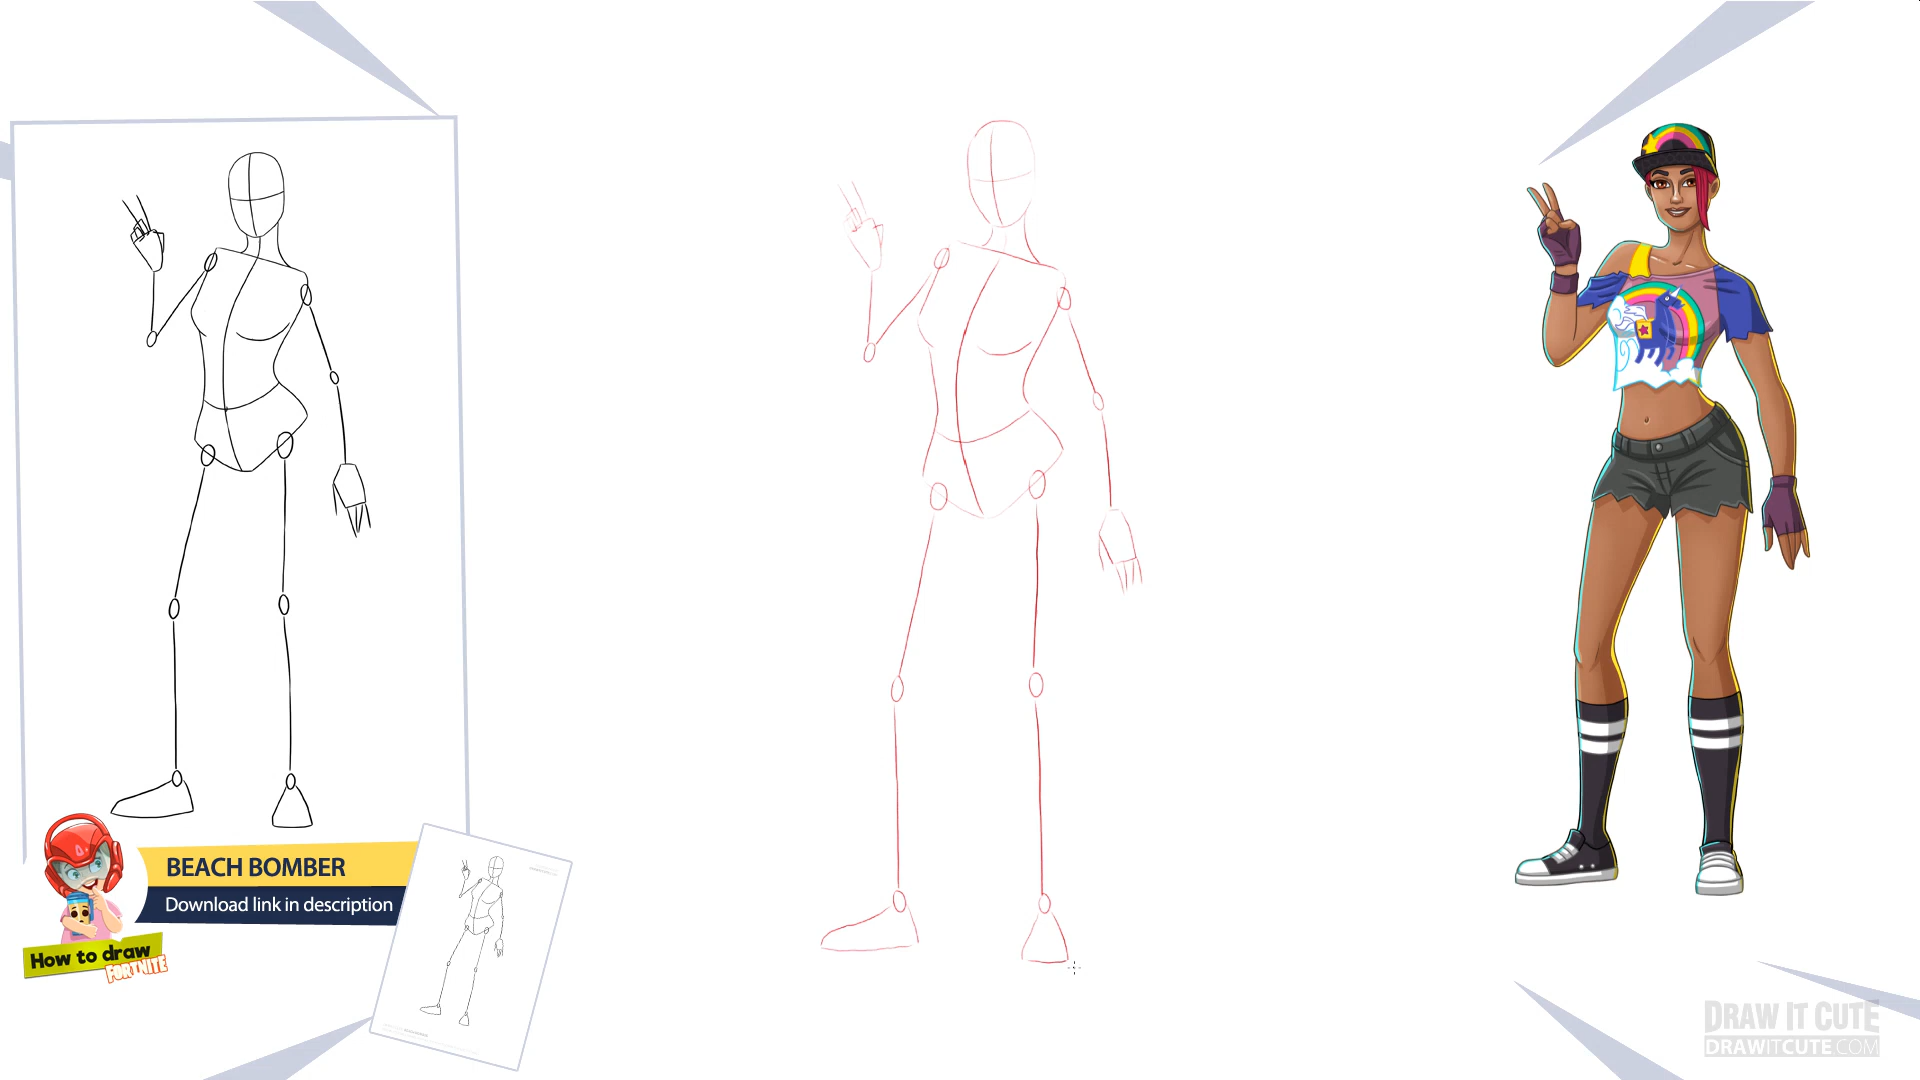 BEACH BOMBER
Download link in description
How to draw
FORTNITE
DRAW IT CUTE
DRAWITCUTE.COM